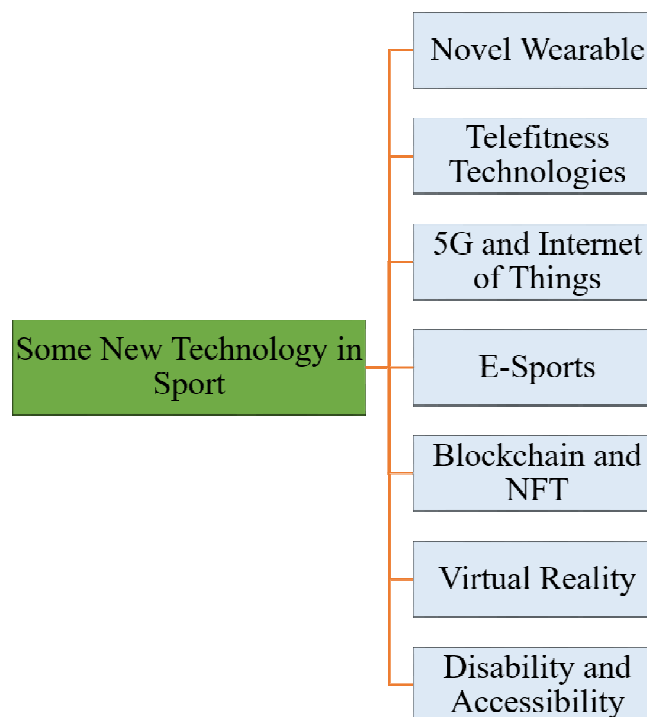 Novel Wearable
Telefitness
Technologies
5G and Internet
of Things
Some New Technology in
Sport
E-Sports
Blockchain and
NFT
Virtual Reality
Disability and
Accessibility